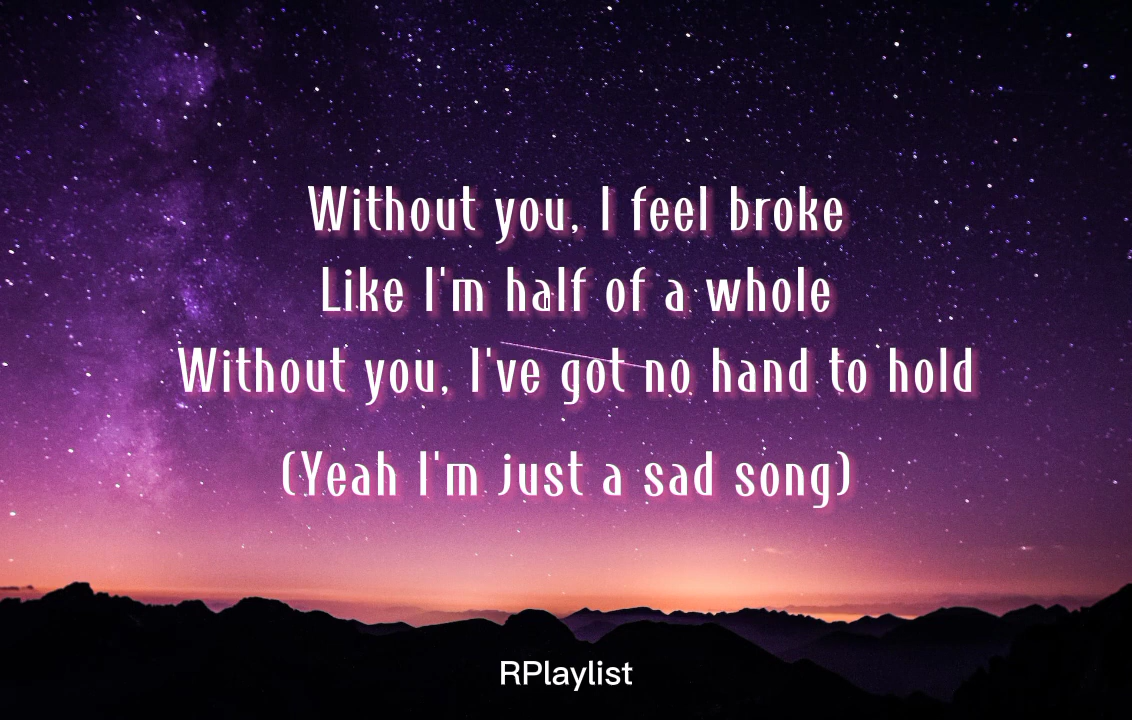 Without you, I feel broke
Like I'm half of a whole
Without you, I've got no hand to hold
(Yeah I'm just a sad song)
RPlaylist